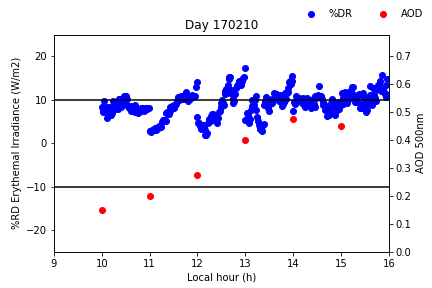 %DR AOD
Day 170210
%RD Erythermal Irradiance (W/m2)
20
10
0
−10
−20
0.7
0.6
0.5
0.4
0.3
0.2
0.1
0.0
AOD 500nm
9 10 11 12 13 14 15 16
Local hour (h)